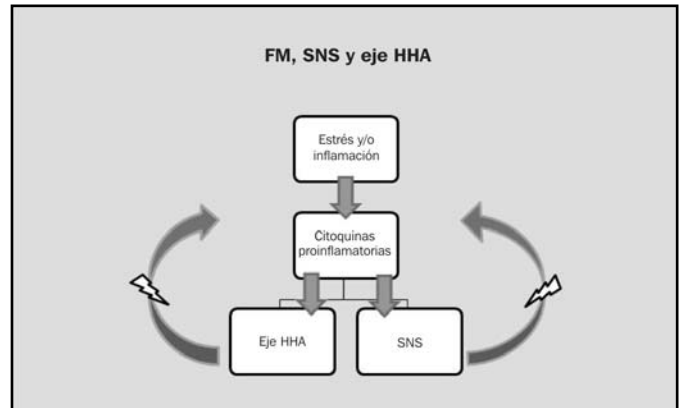 FM, SNS y eje HHA
Estrés y/o
inflamación
Citoquinas
proinflamatorias
Eje HHA
SNS